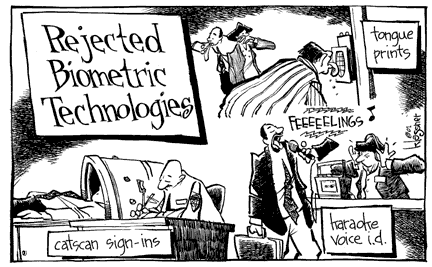 Rejected
Biometric
Technologies
tongue
prints
FEEEEELINGS
catscan sign-ins
karaoke
voice i.d.